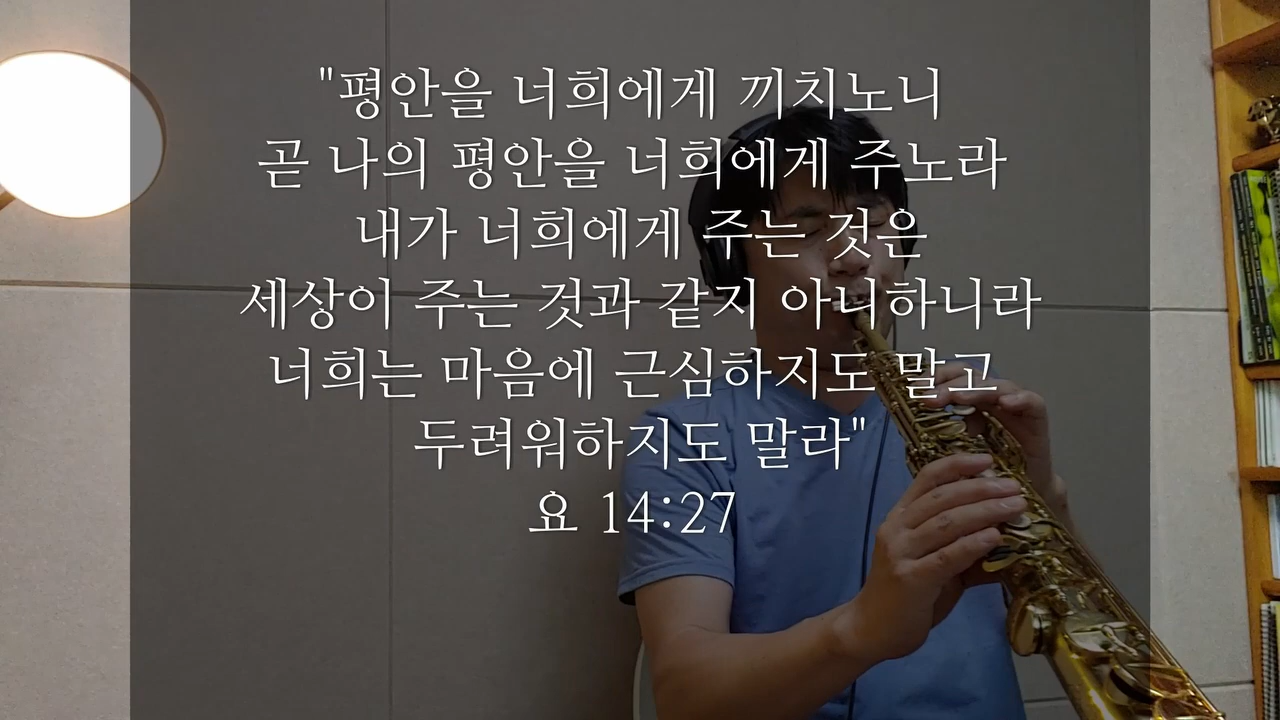 "평안을 너희에게 끼치노니
곧 나의 평안을 너희에게 주노라
내가 너희에게 주는 것은
세상이 주는 것과 같지 아니하니라
너희는 마음에 근심하지도 말고
두려워하지도 말라"
요 14:27